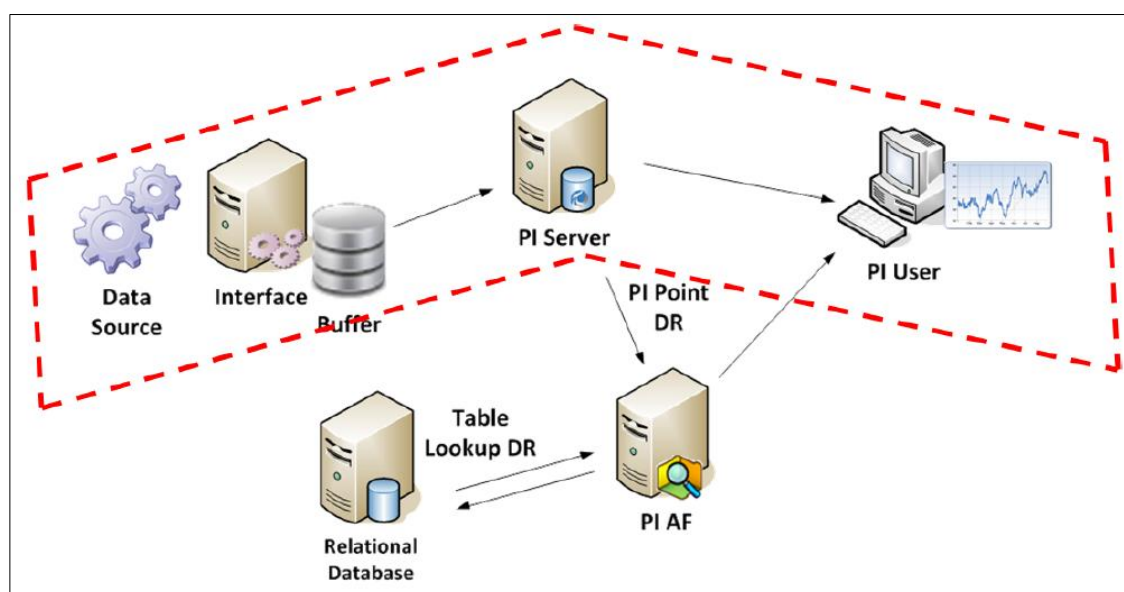 Data
Source
Interface
Buffer
PI Server
PI User
PI Point
DR
Table
Lookup DR
PI AF
Relational
Database